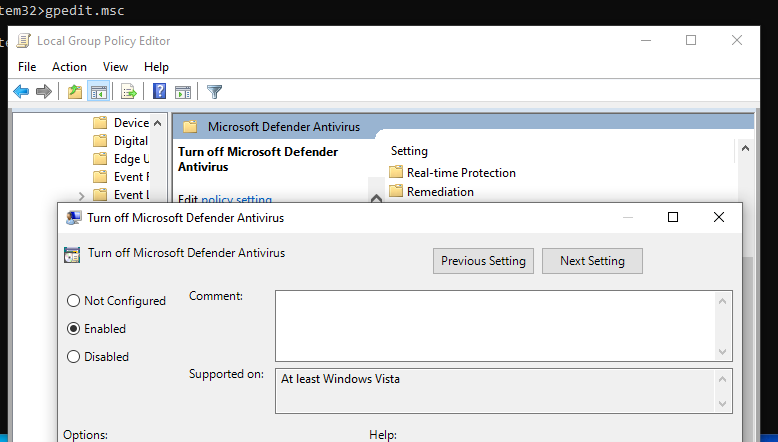 tem32>gpedit.msc
Local Group Policy Editor
File Action View Help
Microsoft Defender Antivirus
Device
Digital
Edge U
Event F
Event L
Turn off Microsoft Defender
Antivirus
Edit policy setting
Setting
Real-time Protection
Remediation
Turn off Microsoft Defender Antivirus
Turn off Microsoft Defender Antivirus
Previous Setting
Next Setting
Not Configured
Enabled
Disabled
Comment:
Supported on:
At least Windows Vista
Options:
Help: